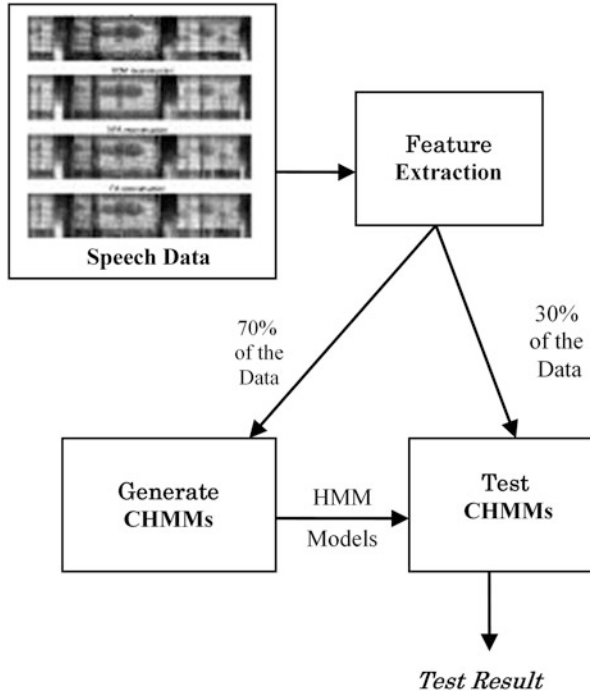 Speech Data
Feature
Extraction
70%
of the
Data
30%
of the
Data
Generate
CHMMs
HMM
Models
Test
CHMMs
Test Result